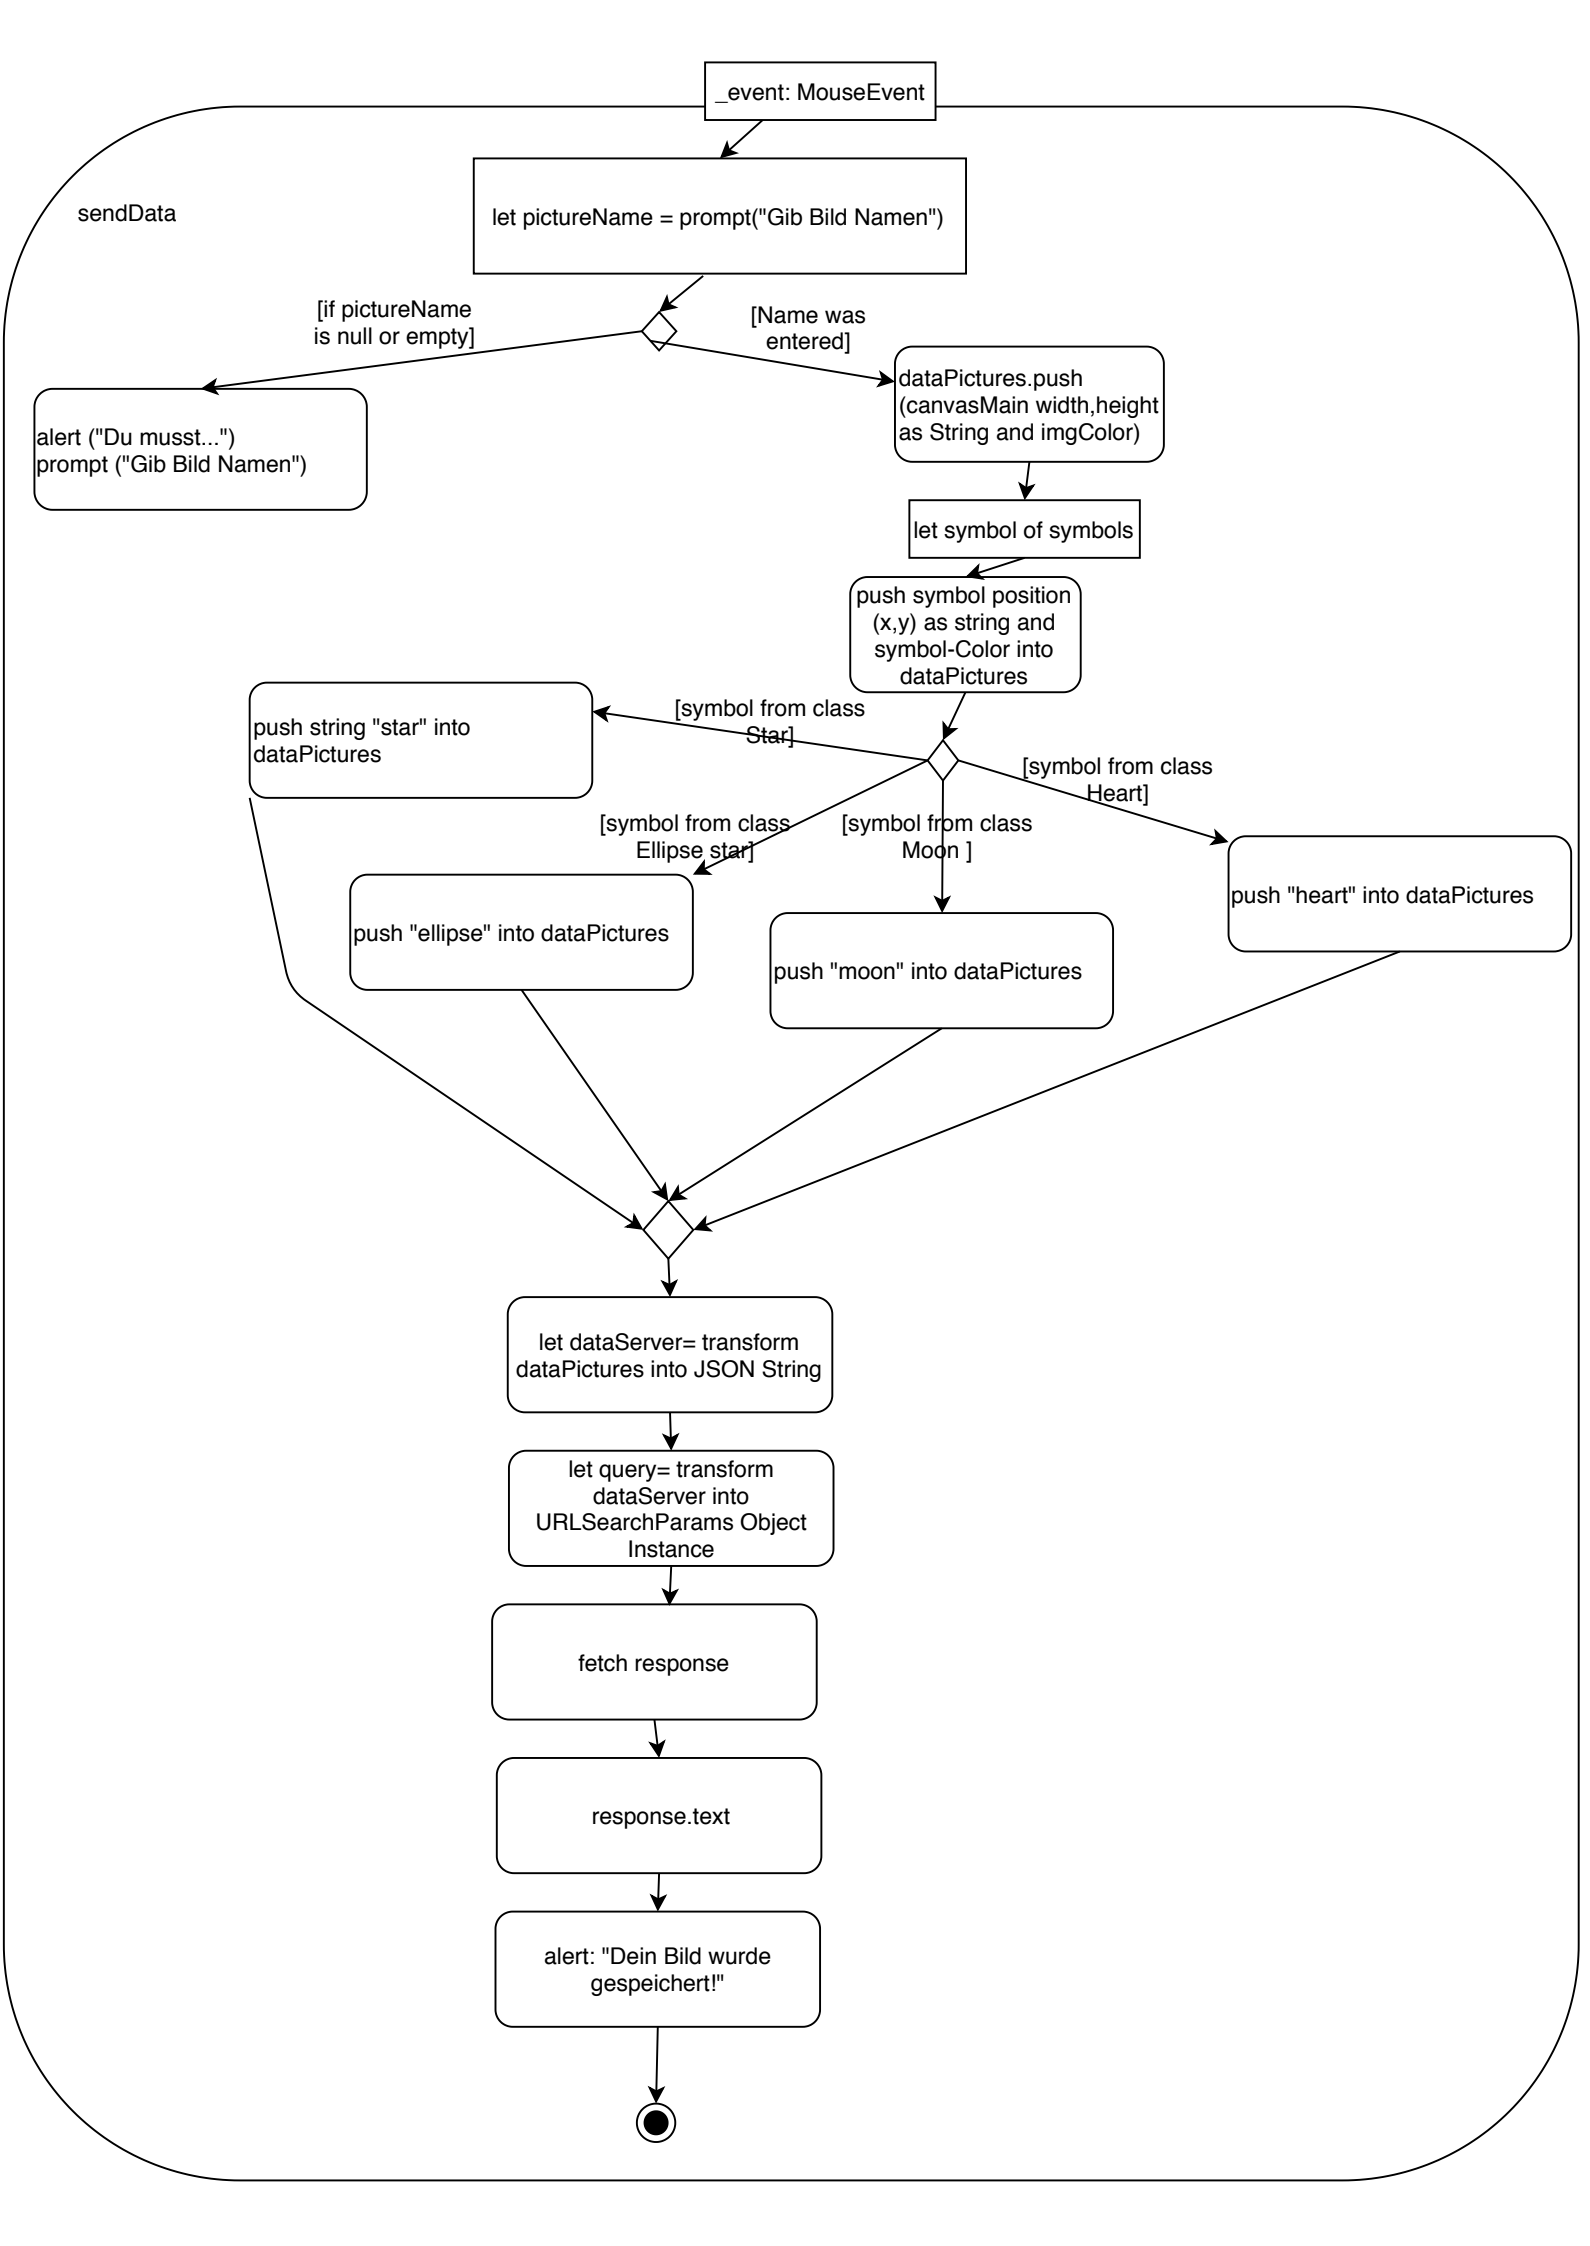 _event: MouseEvent
sendData
let pictureName = prompt("Gib Bild Namen")
[if pictureName
is null or empty]
[Name was
entered]
alert ("Du musst...")
prompt ("Gib Bild Namen")
dataPictures.push
(canvasMain width,height
as String and imgColor)
let symbol of symbols
push symbol position
(x,y) as string and
symbol-Color into
dataPictures
push string "star" into
dataPictures
[symbol from class
Star]
[symbol from class
Heart]
[symbol from class
Ellipse star]
[symbol from class
Moon ]
push "heart" into dataPictures
push "ellipse" into dataPictures
push "moon" into dataPictures
let dataServer= transform
dataPictures into JSON String
let query= transform
dataServer into
URLSearchParams Object
Instance
fetch response
response.text
alert: "Dein Bild wurde
gespeichert!"